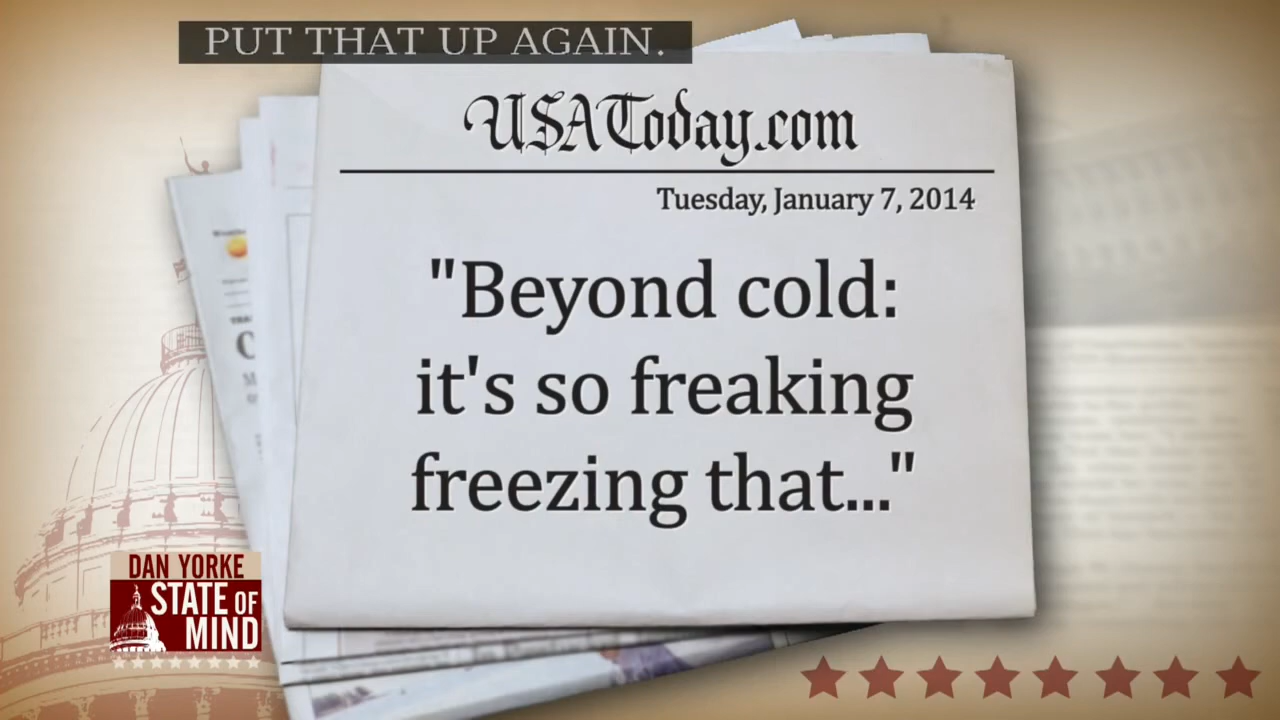 PUT THAT UP AGAIN.
USAToday.com
Tuesday, January 7, 2014
"Beyond cold:
it's so freaking
freezing that..."
DAN YORKE
STATE OF
MIND